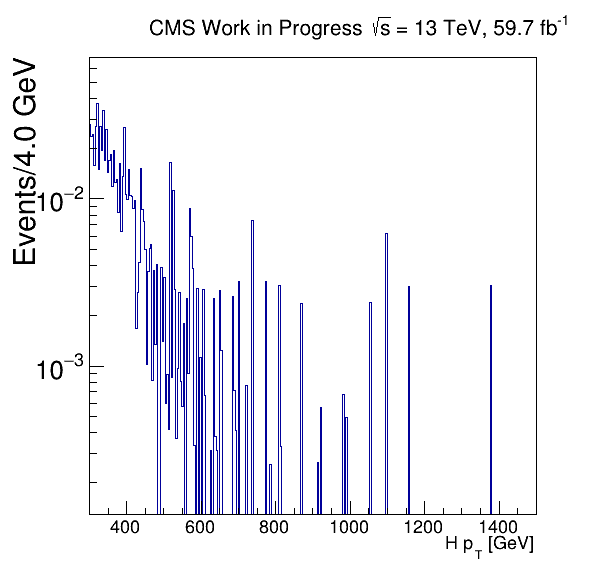 CMS Work in Progress √s = 13 TeV, 59.7 fb⁻¹
Events/4.0 GeV
10⁻²
10⁻³
400 600 800 1000 1200 1400
H p_T [GeV]